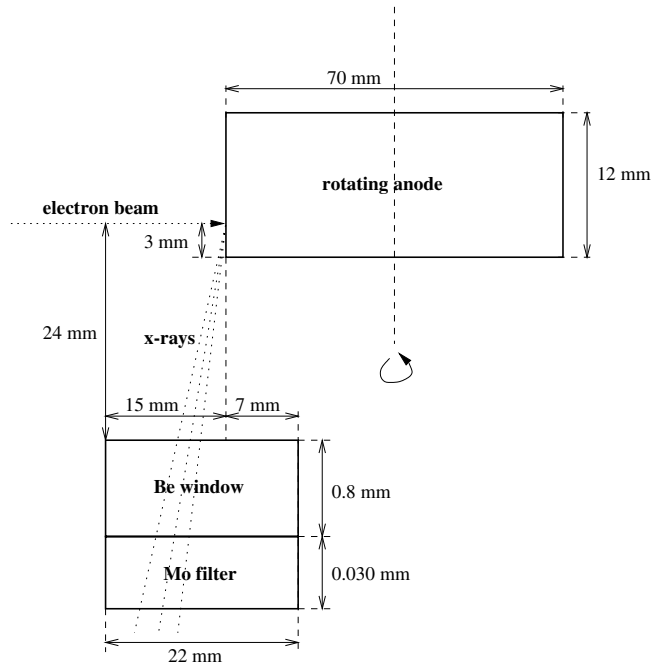 70 mm
rotating anode
12 mm
electron beam
3 mm
24 mm
x-rays
15 mm
7 mm
Be window
0.8 mm
Mo filter
0.030 mm
22 mm